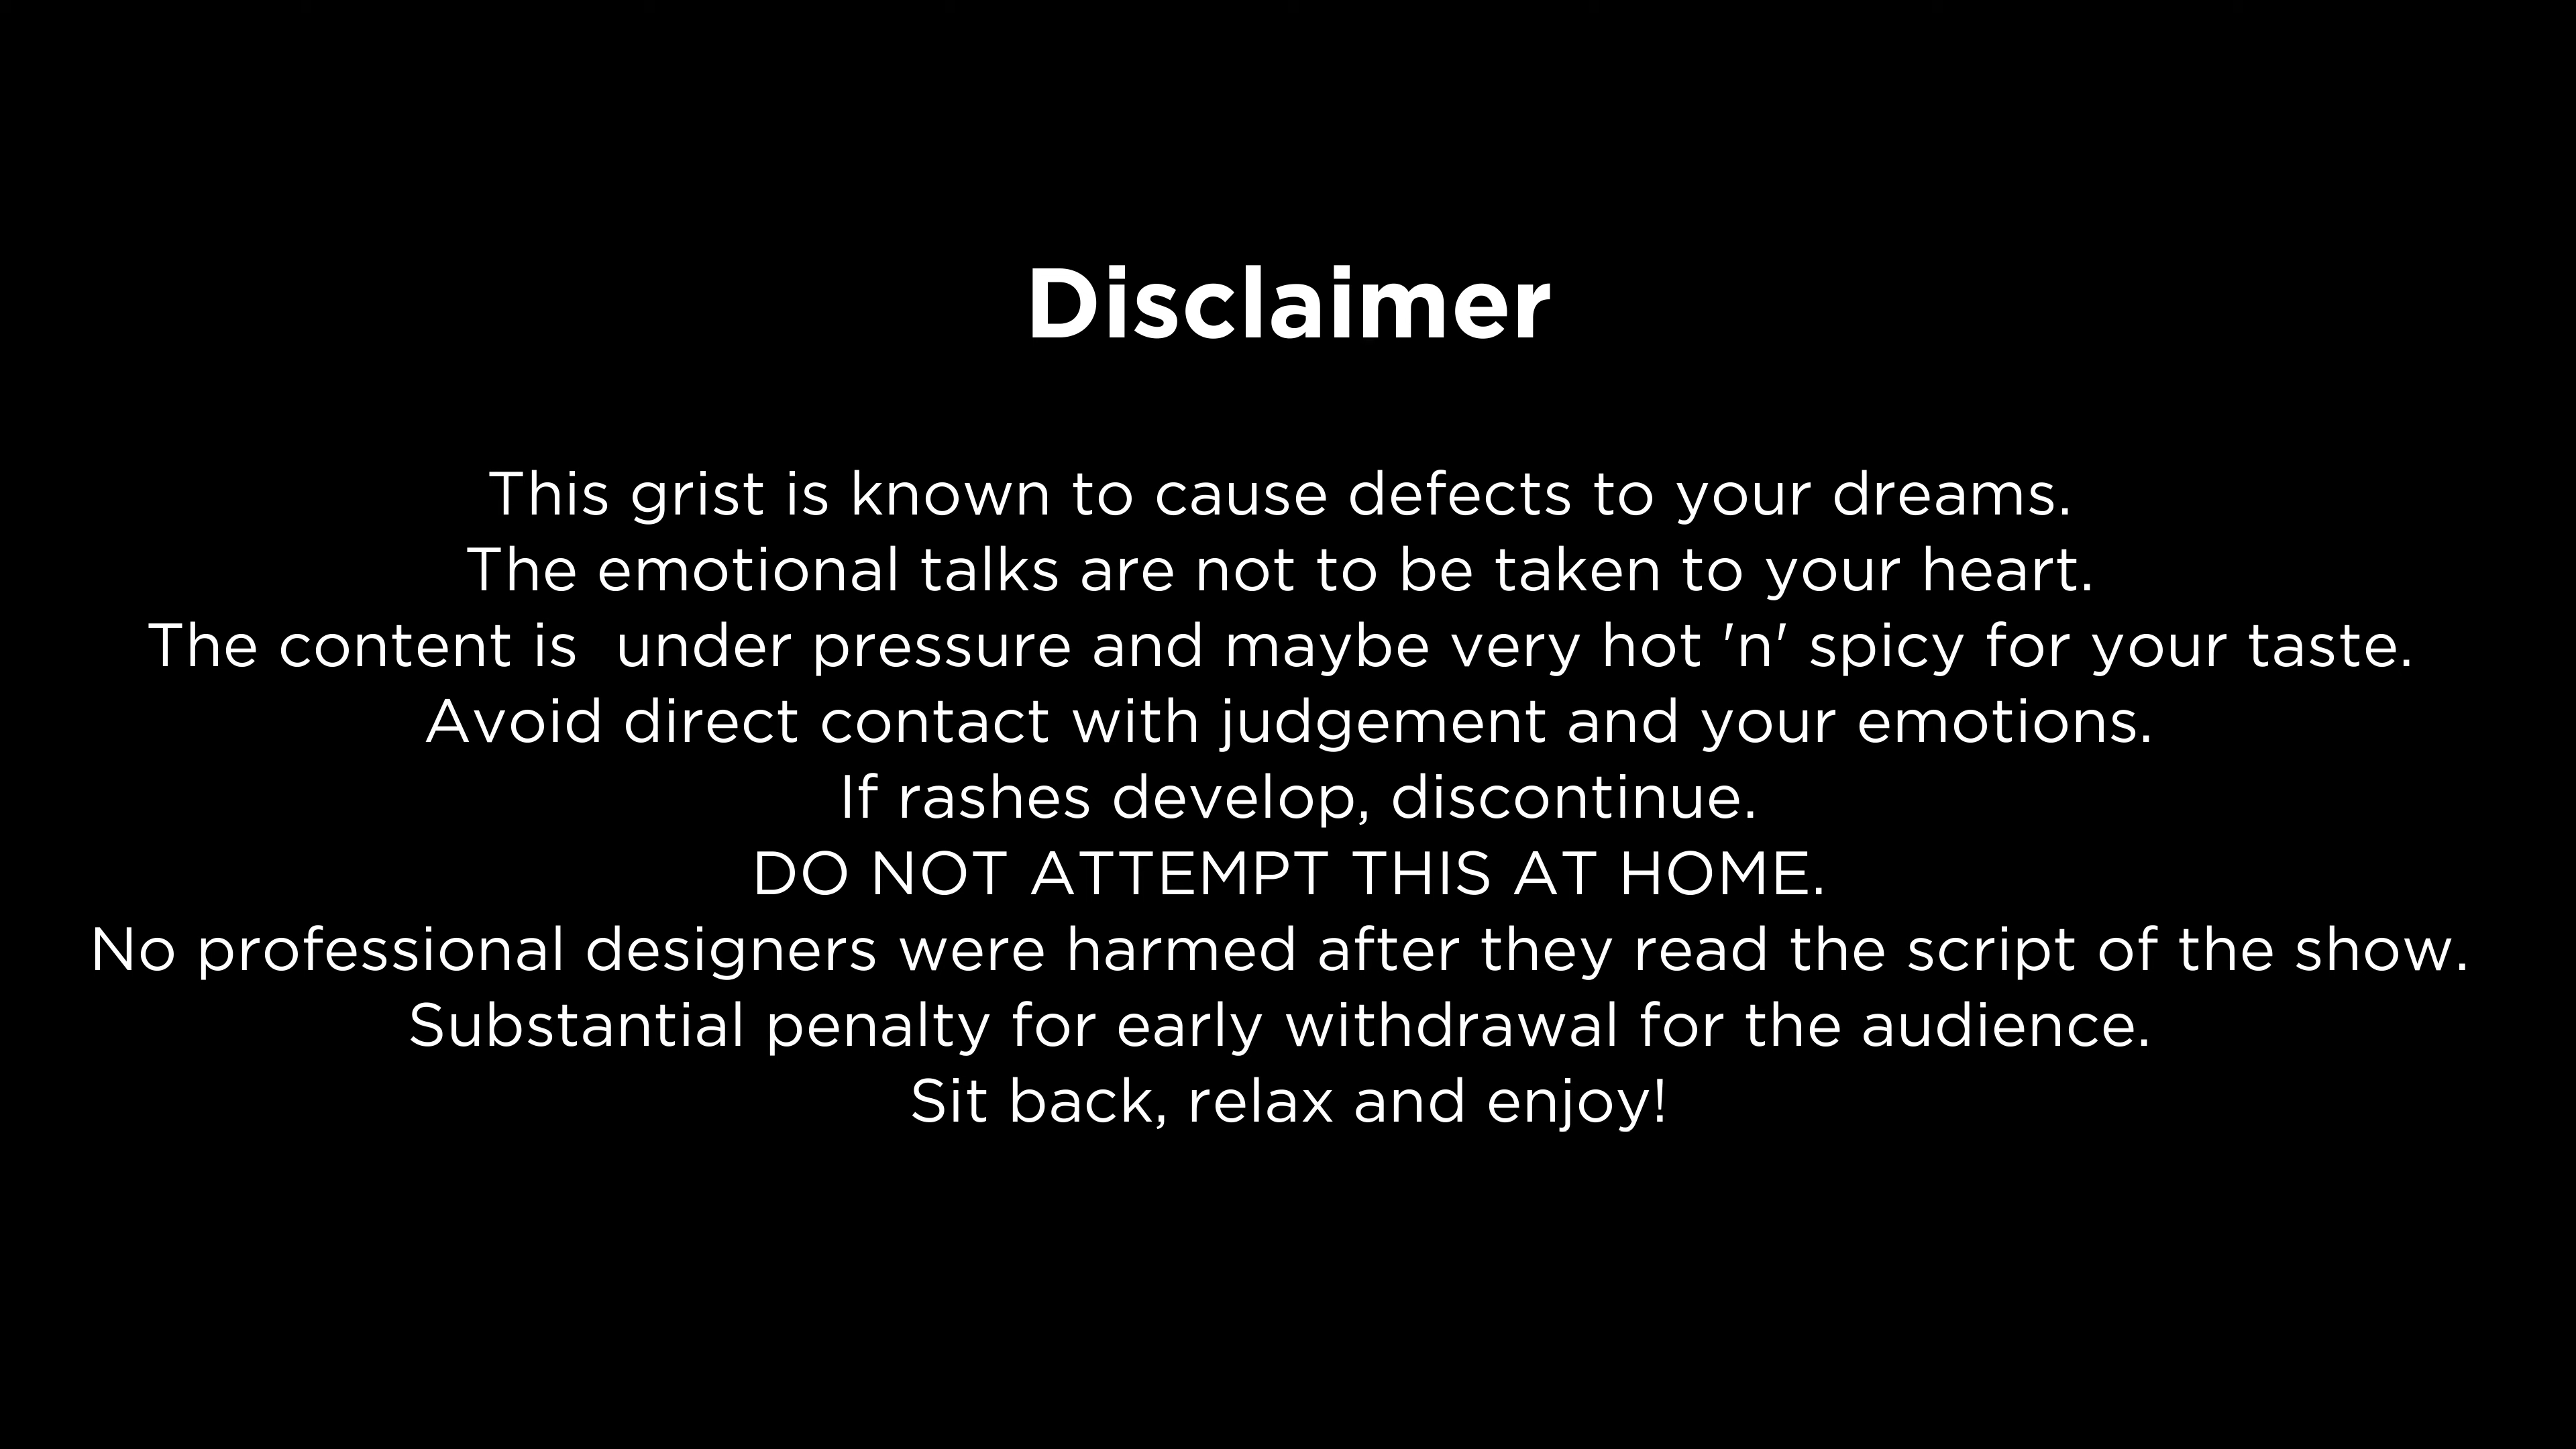 Disclaimer
This grist is known to cause defects to your dreams.
The emotional talks are not to be taken to your heart.
The content is  under pressure and maybe very hot 'n' spicy for your taste.
Avoid direct contact with judgement and your emotions.
If rashes develop, discontinue.
DO NOT ATTEMPT THIS AT HOME.
No professional designers were harmed after they read the script of the show.
Substantial penalty for early withdrawal for the audience.
Sit back, relax and enjoy!